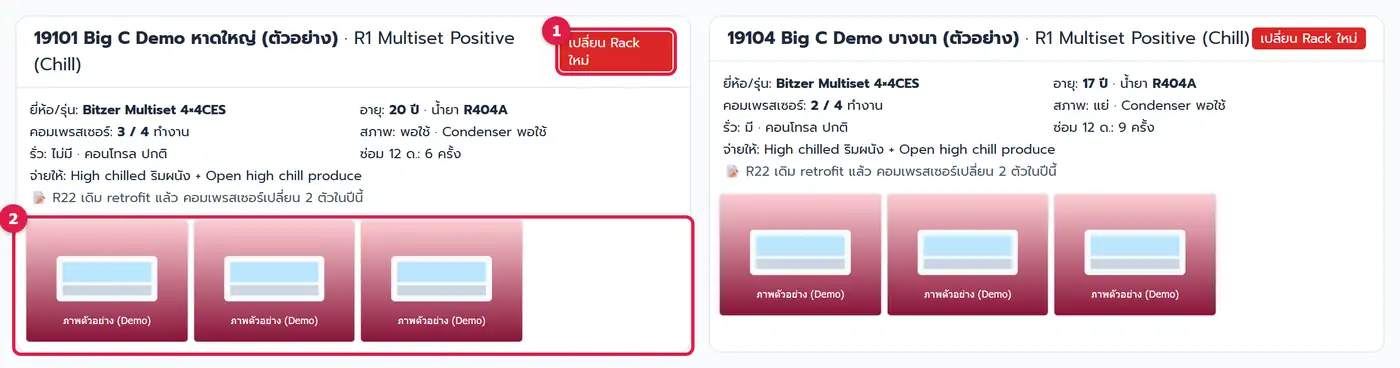 1
19101 Big C Demo หาดใหญ่ (ตัวอย่าง) · R1 Multiset Positive
(Chill)
เปลี่ยน Rack
ใหม่
ยี่ห้อ/รุ่น: Bitzer Multiset 4×4CES
อายุ: 20 ปี · น้ำยา R404A
คอมเพรสเซอร์: 3 / 4 ทำงาน
สภาพ: พอใช้ · Condenser พอใช้
รั่ว: ไม่มี · คอนโทรล ปกติ
ซ่อม 12 ด.: 6 ครั้ง
จ่ายให้: High chilled ริมผนัง + Open high chill produce
R22 เดิม retrofit แล้ว คอมเพรสเซอร์เปลี่ยน 2 ตัวในปีนี้
2
ภาพตัวอย่าง (Demo)
ภาพตัวอย่าง (Demo)
ภาพตัวอย่าง (Demo)
19104 Big C Demo บางนา (ตัวอย่าง) · R1 Multiset Positive (Chill)
เปลี่ยน Rack ใหม่
ยี่ห้อ/รุ่น: Bitzer Multiset 4×4CES
อายุ: 17 ปี · น้ำยา R404A
คอมเพรสเซอร์: 2 / 4 ทำงาน
สภาพ: แย่ · Condenser พอใช้
รั่ว: มี · คอนโทรล ปกติ
ซ่อม 12 ด.: 9 ครั้ง
จ่ายให้: High chilled ริมผนัง + Open high chill produce
R22 เดิม retrofit แล้ว คอมเพรสเซอร์เปลี่ยน 2 ตัวในปีนี้
ภาพตัวอย่าง (Demo)
ภาพตัวอย่าง (Demo)
ภาพตัวอย่าง (Demo)